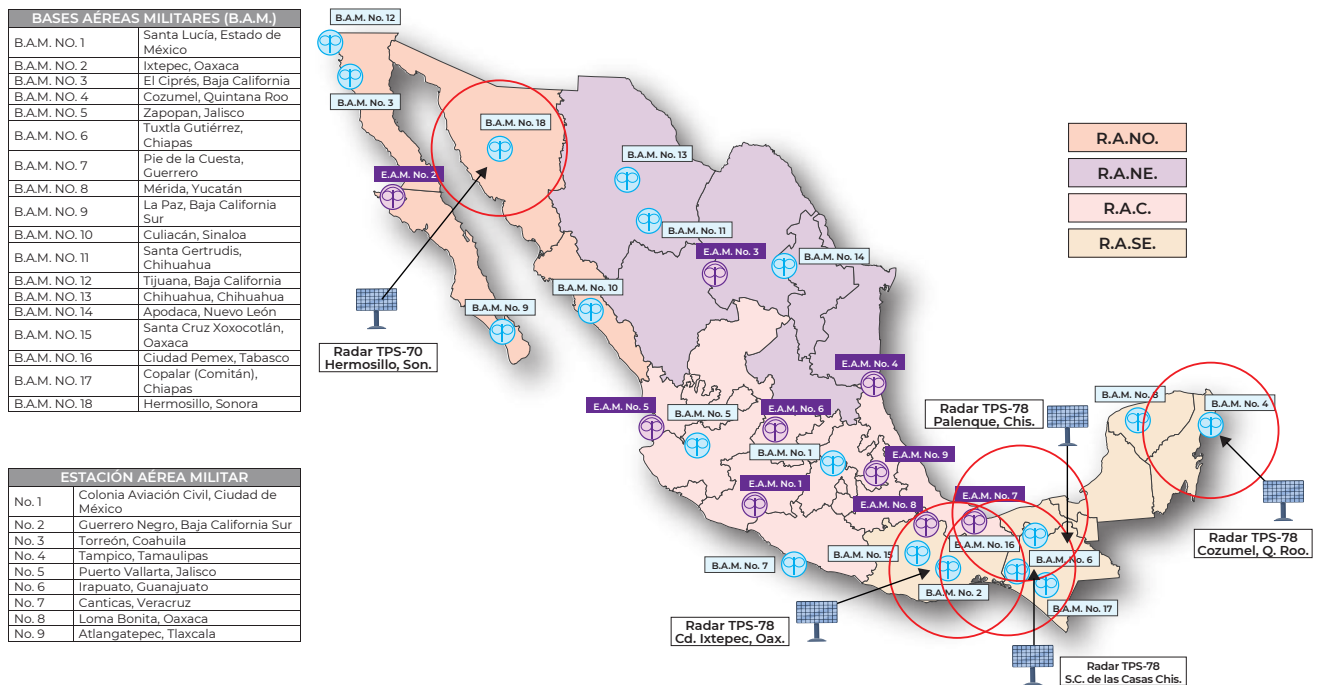 BASES AÉREAS MILITARES (B.A.M.)
B.A.M. NO. 1 Santa Lucía, Estado de
México
B.A.M. NO. 2 Ixtepec, Oaxaca
B.A.M. NO. 3 El Ciprés, Baja California
B.A.M. NO. 4 Cozumel, Quintana Roo
B.A.M. NO. 5 Zapopan, Jalisco
B.A.M. NO. 6 Tuxtla Gutiérrez,
Chiapas
B.A.M. NO. 7 Pie de la Cuesta,
Guerrero
B.A.M. NO. 8 Mérida, Yucatán
B.A.M. NO. 9 La Paz, Baja California
Sur
B.A.M. NO. 10 Culiacán, Sinaloa
B.A.M. NO. 11 Santa Gertrudis,
Chihuahua
B.A.M. NO. 12 Tijuana, Baja California
B.A.M. NO. 13 Chihuahua, Chihuahua
B.A.M. NO. 14 Apodaca, Nuevo León
B.A.M. NO. 15 Santa Cruz Xoxocotlán,
Oaxaca
B.A.M. NO. 16 Ciudad Pemex, Tabasco
B.A.M. NO. 17 Copalar (Comitán),
Chiapas
B.A.M. NO. 18 Hermosillo, Sonora
ESTACIÓN AÉREA MILITAR
No. 1 Colonia Aviación Civil, Ciudad de
México
No. 2 Guerrero Negro, Baja California Sur
No. 3 Torreón, Coahuila
No. 4 Tampico, Tamaulipas
No. 5 Puerto Vallarta, Jalisco
No. 6 Irapuato, Guanajuato
No. 7 Canticas, Veracruz
No. 8 Loma Bonita, Oaxaca
No. 9 Atlangatepec, Tlaxcala
B.A.M. No. 12
B.A.M. No. 3
B.A.M. No. 18
E.A.M. No. 2
B.A.M. No. 13
B.A.M. No. 11
E.A.M. No. 3
B.A.M. No. 14
B.A.M. No. 10
B.A.M. No. 9
Radar TPS-70
Hermosillo, Son.
R.A.NO.
R.A.NE.
R.A.C.
R.A.SE.
E.A.M. No. 4
E.A.M. No. 5
B.A.M. No. 5
E.A.M. No. 6
B.A.M. No. 1
E.A.M. No. 9
E.A.M. No. 1
E.A.M. No. 8
E.A.M. No. 7
Radar TPS-78
Palenque, Chis.
B.A.M. No. 8
B.A.M. No. 4
Radar TPS-78
Cozumel, Q. Roo.
B.A.M. No. 7
B.A.M. No. 15
B.A.M. No. 16
B.A.M. No. 6
B.A.M. No. 2
B.A.M. No. 17
Radar TPS-78
Cd. Ixtepec, Oax.
Radar TPS-78
S.C. de las Casas Chis.